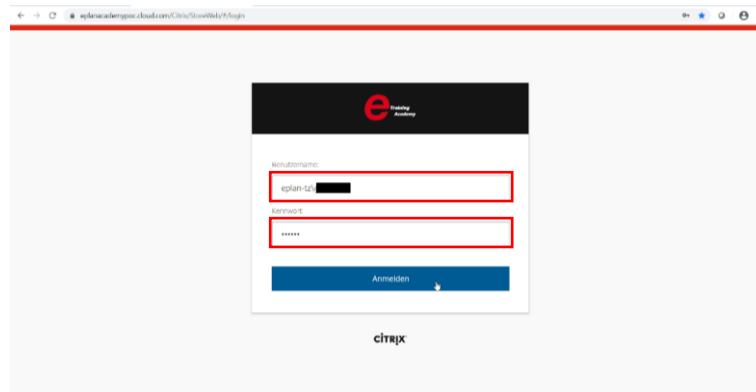 eplanacademypoc.cloud.com/Citrix/StoreWeb/#/login
e Training
Academy
Benutzername:
eplan-tz\
Kennwort:
••••••
Anmelden
citrix